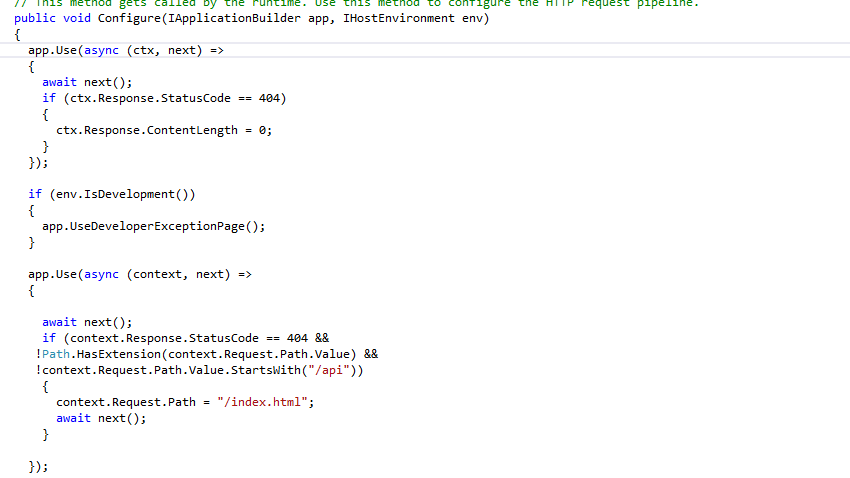 // This method gets called by the runtime. Use this method to configure the HTTP request pipeline.
public void Configure(IApplicationBuilder app, IHostEnvironment env)
{
  app.Use(async (ctx, next) =>
  {
    await next();
    if (ctx.Response.StatusCode == 404)
    {
      ctx.Response.ContentLength = 0;
    }
  });

  if (env.IsDevelopment())
  {
    app.UseDeveloperExceptionPage();
  }

  app.Use(async (context, next) =>
  {

    await next();
    if (context.Response.StatusCode == 404 &&
   !Path.HasExtension(context.Request.Path.Value) &&
   !context.Request.Path.Value.StartsWith("/api"))
    {
      context.Request.Path = "/index.html";
      await next();
    }

  });